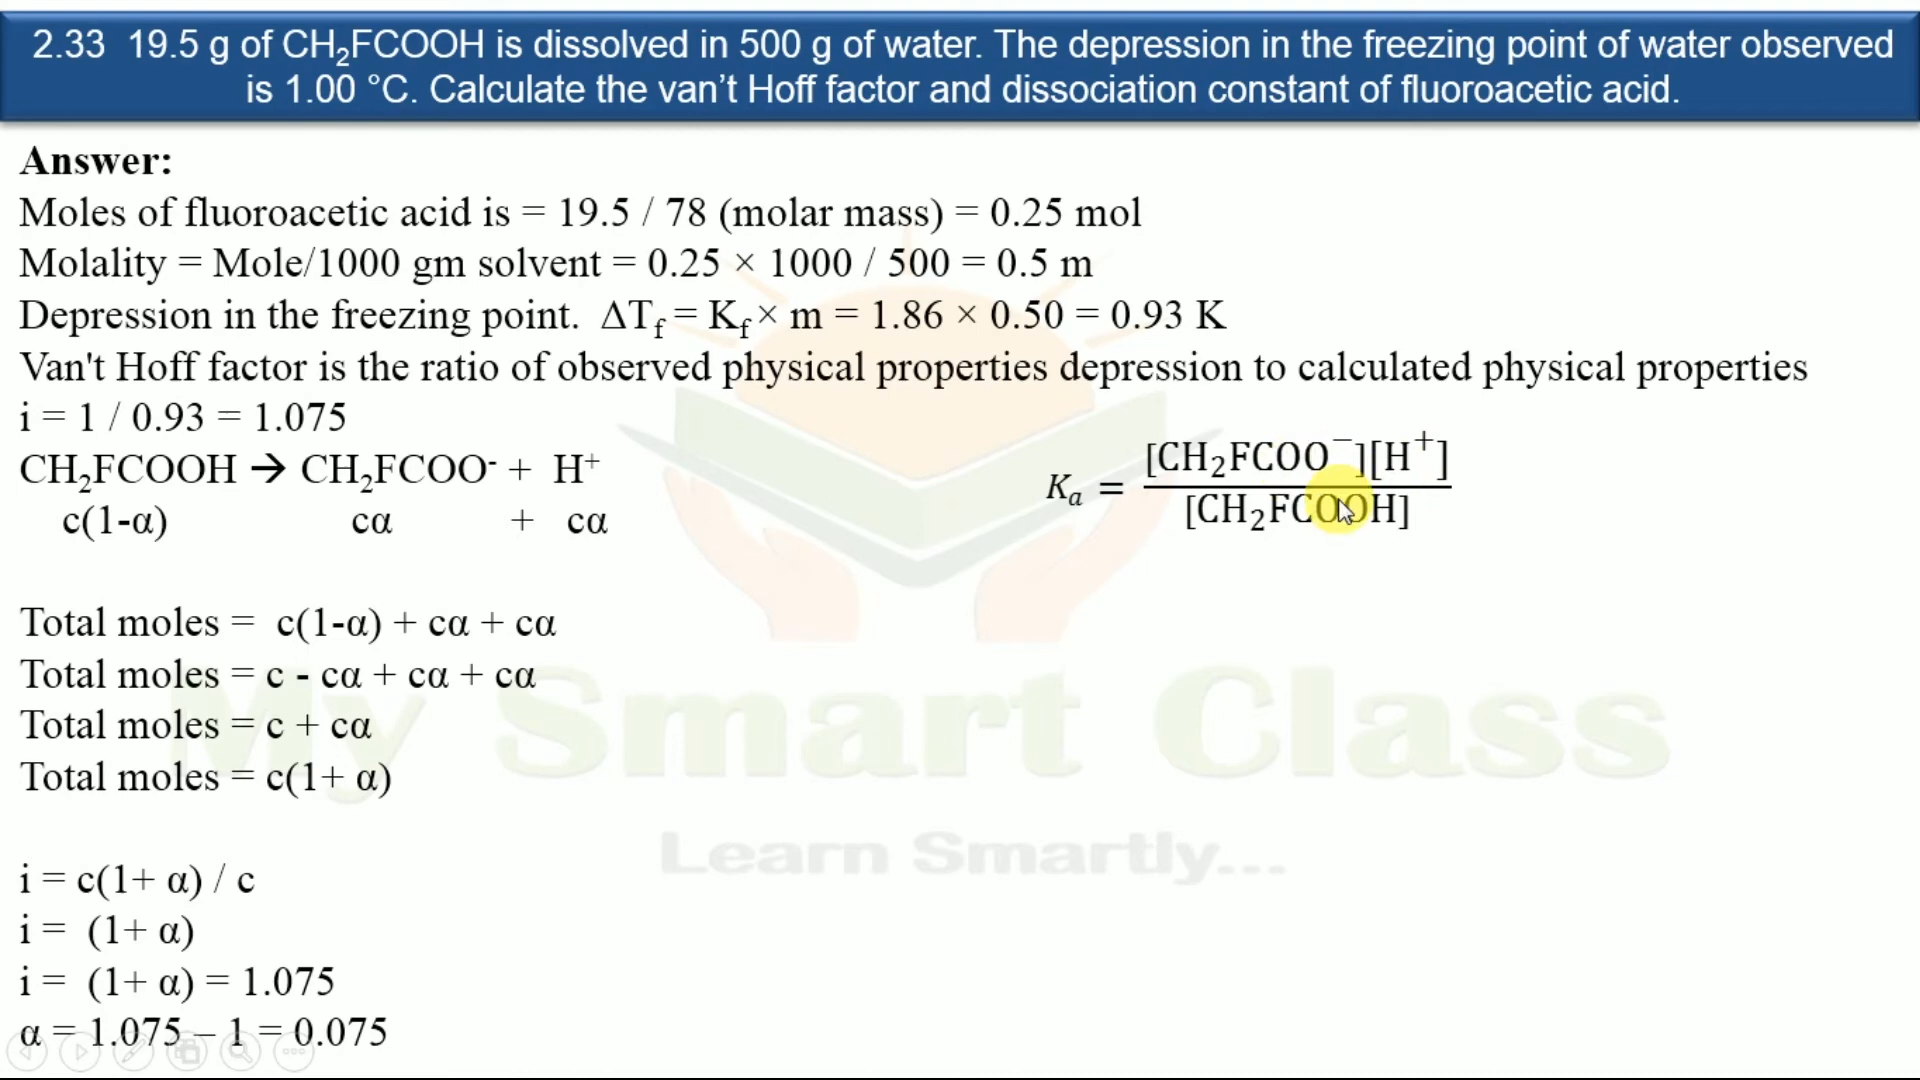 2.33 19.5 g of CH₂FCOOH is dissolved in 500 g of water. The depression in the freezing point of water observed
is 1.00 °C. Calculate the van’t Hoff factor and dissociation constant of fluoroacetic acid.
Answer:
Moles of fluoroacetic acid is = 19.5 / 78 (molar mass) = 0.25 mol
Molality = Mole/1000 gm solvent = 0.25 × 1000 / 500 = 0.5 m
Depression in the freezing point. ΔTf = Kf × m = 1.86 × 0.50 = 0.93 K
Van't Hoff factor is the ratio of observed physical properties depression to calculated physical properties
i = 1 / 0.93 = 1.075
CH₂FCOOH → CH₂FCOO⁻ + H⁺
c(1-α) cα + cα
Kₐ = [CH₂FCOO⁻][H⁺]
[CH₂FCOOH]
Total moles = c(1-α) + cα + cα
Total moles = c - cα + cα + cα
Total moles = c + cα
Total moles = c(1+ α)
i = c(1+ α) / c
i = (1+ α)
i = (1+ α) = 1.075
α = 1.075 – 1 = 0.075
My Smart Class
Learn Smartly...